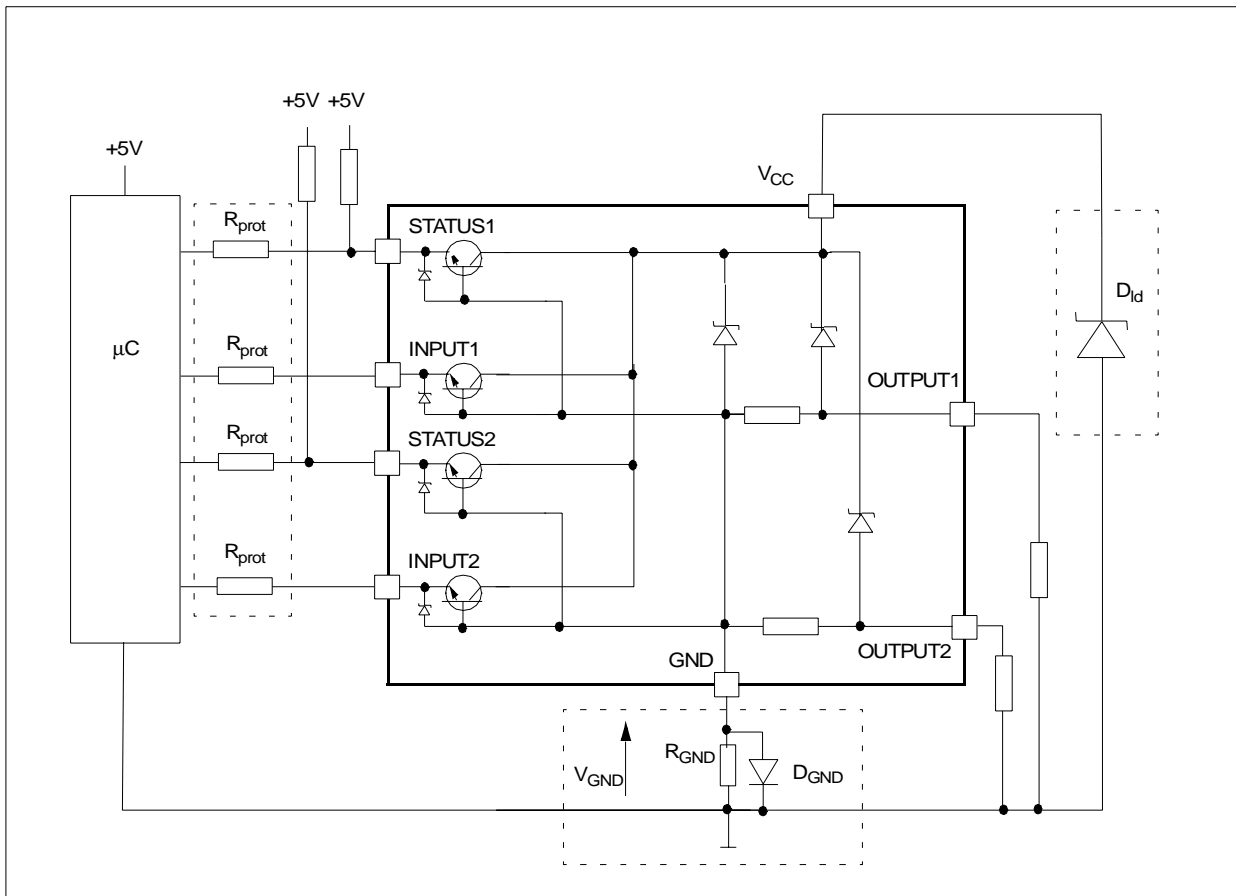 +5V +5V
+5V
VCC
Rprot
STATUS1
Dld
μC
Rprot
INPUT1
OUTPUT1
Rprot
STATUS2
Rprot
INPUT2
OUTPUT2
GND
RGND
VGND
DGND